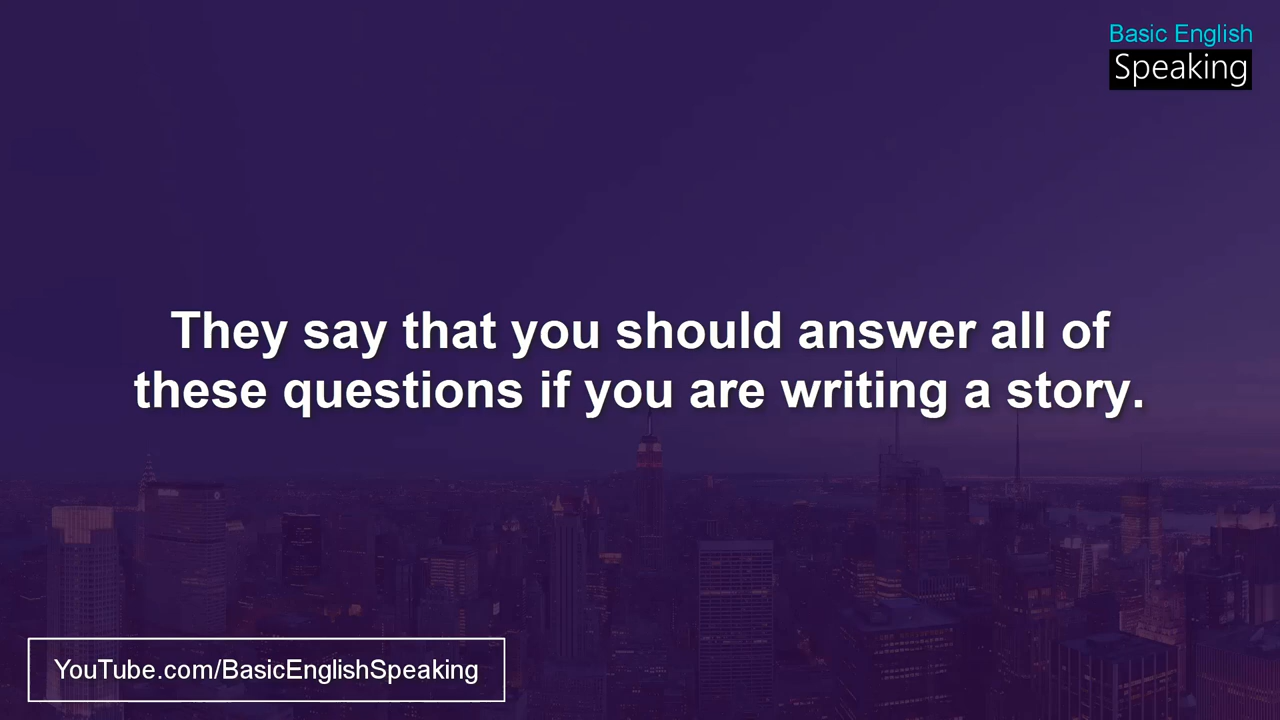 Basic English
Speaking
They say that you should answer all of
these questions if you are writing a story.
YouTube.com/BasicEnglishSpeaking